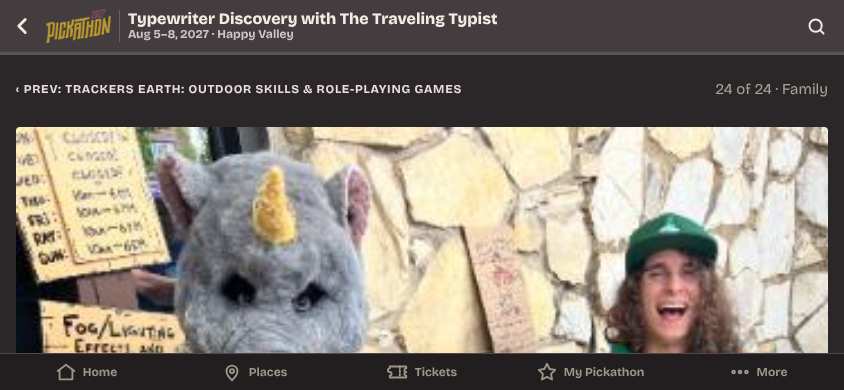 PICKATHON
Typewriter Discovery with The Traveling Typist
Aug 5–8, 2027 · Happy Valley
‹ PREV: TRACKERS EARTH: OUTDOOR SKILLS & ROLE-PLAYING GAMES
24 of 24 · Family
CLOSED!
CLOSED!
CLOSED!
10am–6PM
10am–6PM
10am–6PM
FOG/LIGHTING
EFFECTS AND
Home
Places
Tickets
My Pickathon
More